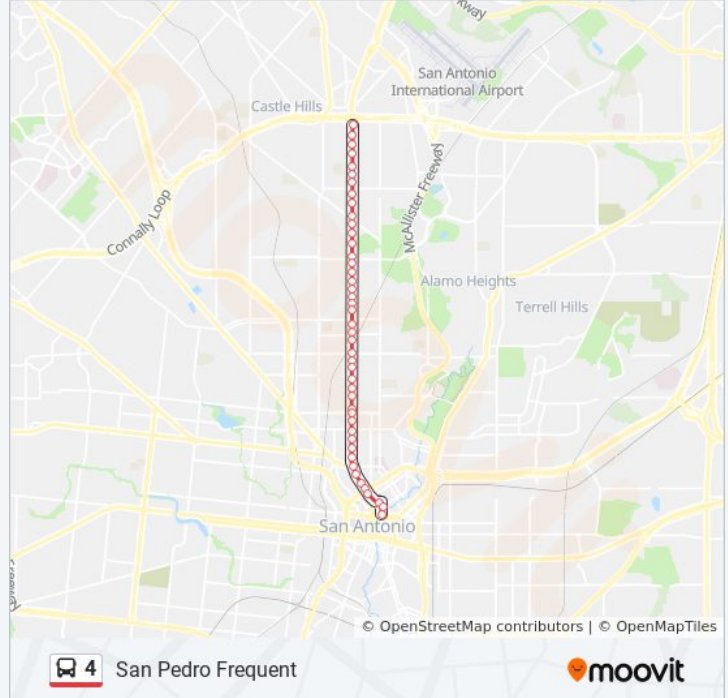 kway
San Antonio
International Airport
Castle Hills
McAllister Freeway
Connally Loop
Alamo Heights
Terrell Hills
San Antonio
© OpenStreetMap contributors | © OpenMapTiles
4 San Pedro Frequent
moovit